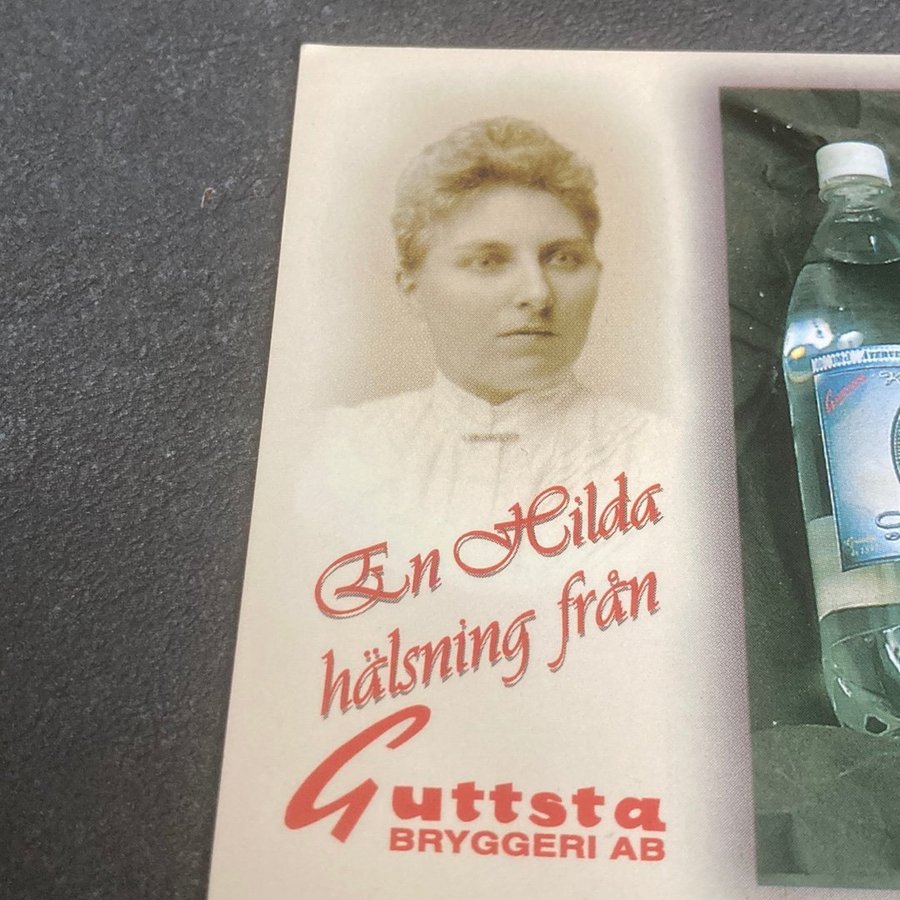 En Hilda
hälsning från
Guttsta
BRYGGERI AB